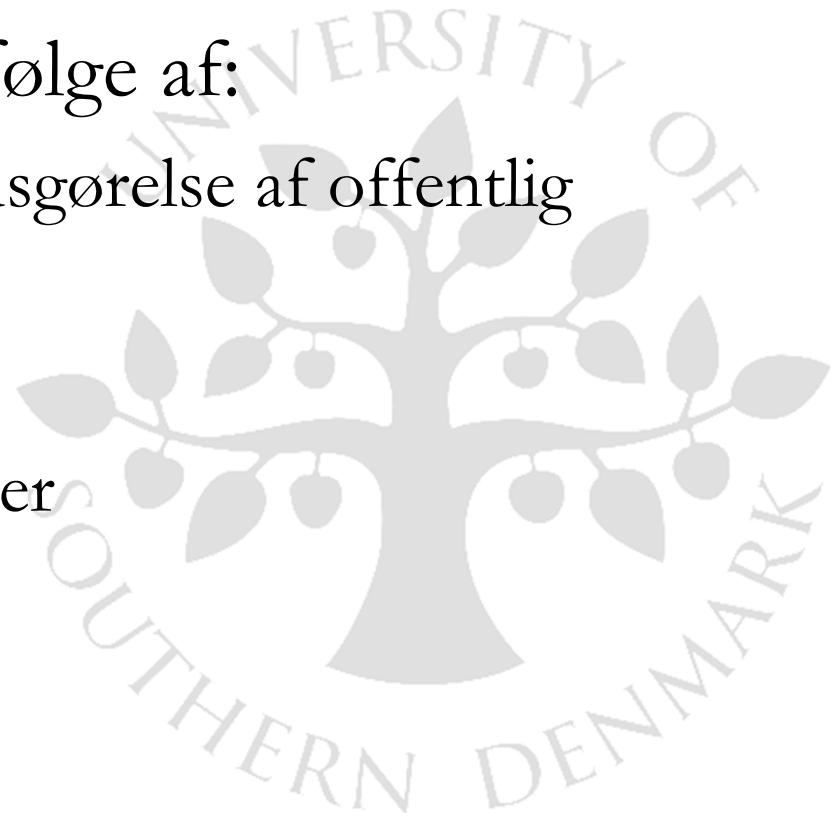 følge af:
sgørelse af offentlig
er
UNIVERSITY OF
SOUTHERN DENMARK